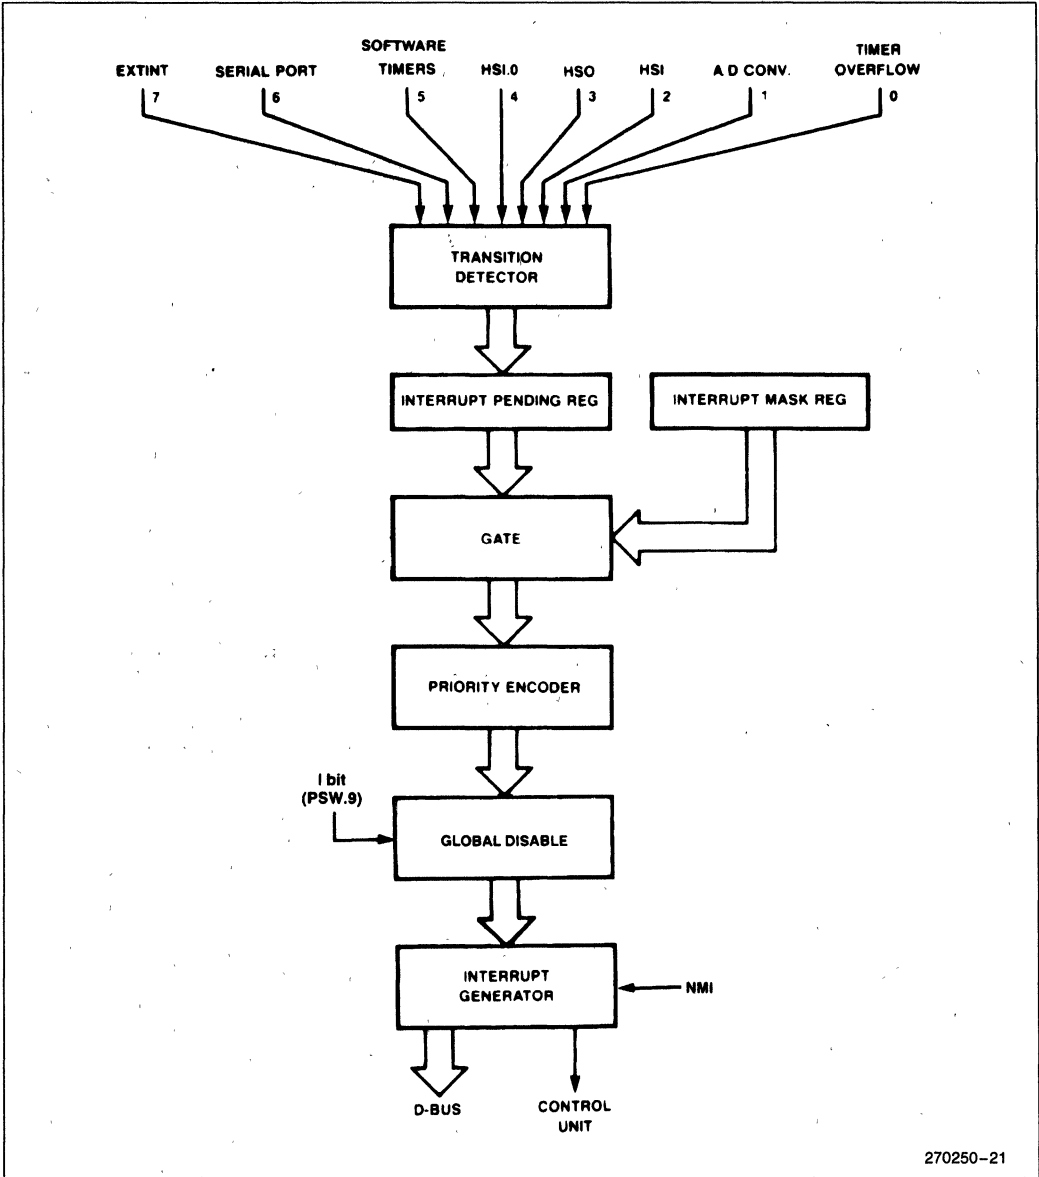 SOFTWARE
TIMER
EXTINT SERIAL PORT TIMERS HSI.0 HSO HSI A D CONV. OVERFLOW
7 6 5 4 3 2 1 0
TRANSITION
DETECTOR
INTERRUPT PENDING REG
INTERRUPT MASK REG
GATE
PRIORITY ENCODER
I bit
(PSW.9)
GLOBAL DISABLE
INTERRUPT
GENERATOR
NMI
D-BUS
CONTROL
UNIT
270250-21